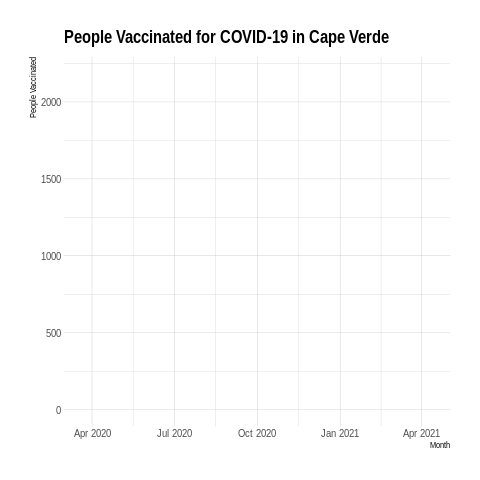 People Vaccinated for COVID-19 in Cape Verde
People Vaccinated
2000
1500
1000
500
0
Apr 2020 Jul 2020 Oct 2020 Jan 2021 Apr 2021
Month